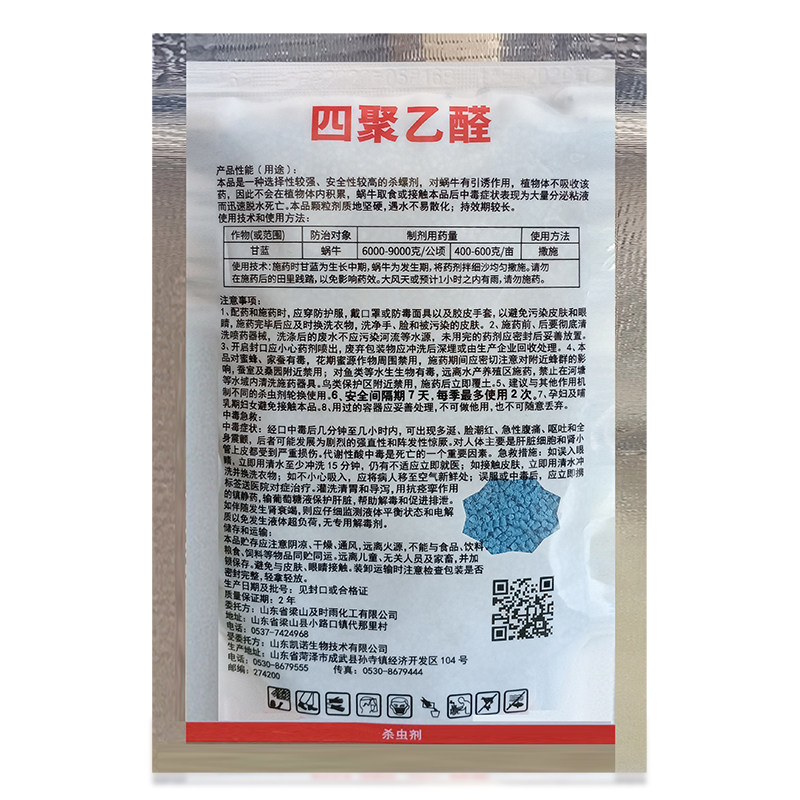 四聚乙醛
产品性能（用途）：
本品是一种选择性较强、安全性较高的杀螺剂，对蜗牛有引诱作用，植物体不吸收该
药，因此不会在植物体内积累，蜗牛取食或接触本品后中毒症状表现为大量分泌粘液
而迅速脱水死亡。本品颗粒剂质地坚硬，遇水不易散化；持效期较长。
使用技术和使用方法：
作物(或范围) 防治对象 制剂用药量 使用方法
甘蓝 蜗牛 6000-9000克/公顷 400-600克/亩 撒施
使用技术：施药时甘蓝为生长中期，蜗牛为发生期，将药剂拌细沙均匀撒施。请勿
在施药后的田里践踏，以免影响药效。大风天或预计1小时之内有雨，请勿施药。
注意事项：
1、配药和施药时，应穿防护服，戴口罩或防毒面具以及胶皮手套，以避免污染皮肤和眼
睛，施药完毕后应及时换洗衣物，洗净手、脸和被污染的皮肤。2、施药前、后要彻底清
洗喷药器械，洗涤后的废水不应污染河流等水源，未用完的药剂应密封后妥善放置。
3、开启封口应小心药剂喷出，废弃包装物应冲洗后深埋或由生产企业回收处理。4、本
品对蜜蜂、家蚕有毒，花期蜜源作物周围禁用，施药期间应密切注意对附近蜂群的影
响，蚕室及桑园附近禁用；对鱼类等水生生物有毒，远离水产养殖区施药，禁止在河塘
等水域内清洗施药器具。鸟类保护区附近禁用，施药后立即覆土。5、建议与其他作用机
制不同的杀虫剂轮换使用。6、安全间隔期7天，每季最多使用2次。7、孕妇及哺
乳期妇女避免接触本品。8、用过的容器应妥善处理，不可做他用，也不可随意丢弃。
中毒急救：
中毒症状：经口中毒后几分钟至几小时内，可出现多涎、脸潮红、急性腹痛、呕吐和全
身震颤，后者可能发展为剧烈的强直性和阵发性惊厥。对人体主要是肝脏细胞和肾小
管上皮都受到严重损伤。代谢性酸中毒是死亡的一个重要因素。急救措施：如误入眼
睛，立即用清水至少冲洗15分钟，仍有不适应立即就医；如接触皮肤，立即用清水冲
洗并换洗衣物；如不小心吸入，应将病人移至空气新鲜处；误服或中毒后，应立即携
标签送医院对症治疗。灌洗清胃和导泻，用抗痉挛作用
的镇静药，输葡萄糖液保护肝脏，帮助解毒和促进排泄。
如伴随发生肾衰竭，则应仔细监测液体平衡状态和电解
质以免发生液体超负荷，无专用解毒剂。
储存和运输：
本品贮存应注意阴凉、干燥、通风，远离火源，不能与食品、饮料
粮食、饲料等物品同贮同运。远离儿童、无关人员及家畜，并加
锁保存。避免与皮肤、眼睛接触。装卸运输时注意检查包装是否
密封完整，轻拿轻放。
生产日期及批号：见封口或合格证
质量保证期：2年
委托方：山东省梁山及时雨化工有限公司
地址：山东省梁山县小路口镇代那里村
电话：0537-7424968
受委托方：山东凯诺生物技术有限公司
生产地址：山东省菏泽市成武县孙寺镇经济开发区104号
电话：0530-8679555 传真：0530-8679444
邮编：274200
杀虫剂